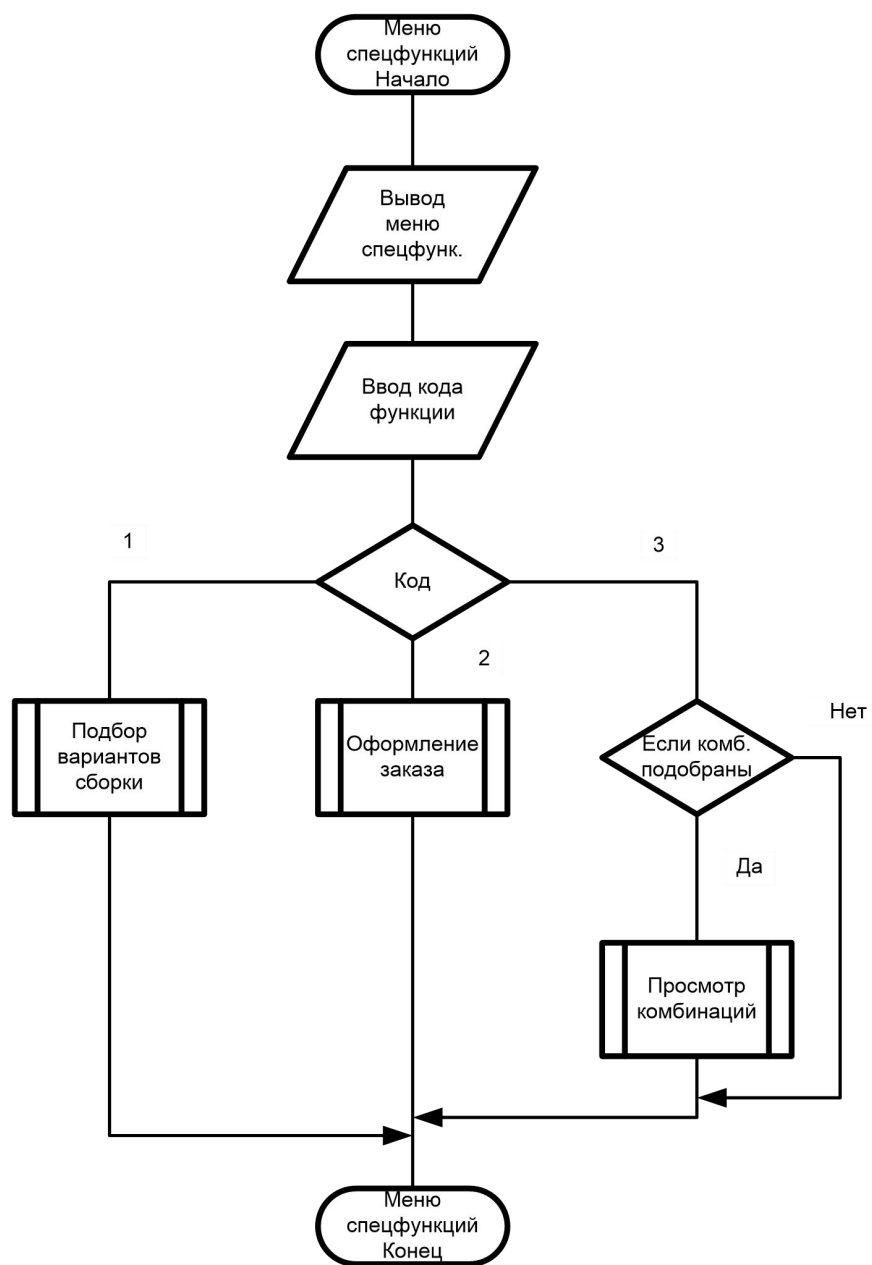 Меню
спецфункций
Начало
Вывод
меню
спецфунк.
Ввод кода
функции
1
Код
3
2
Подбор
вариантов
сборки
Оформление
заказа
Если комб.
подобраны
Нет
Да
Просмотр
комбинаций
Меню
спецфункций
Конец